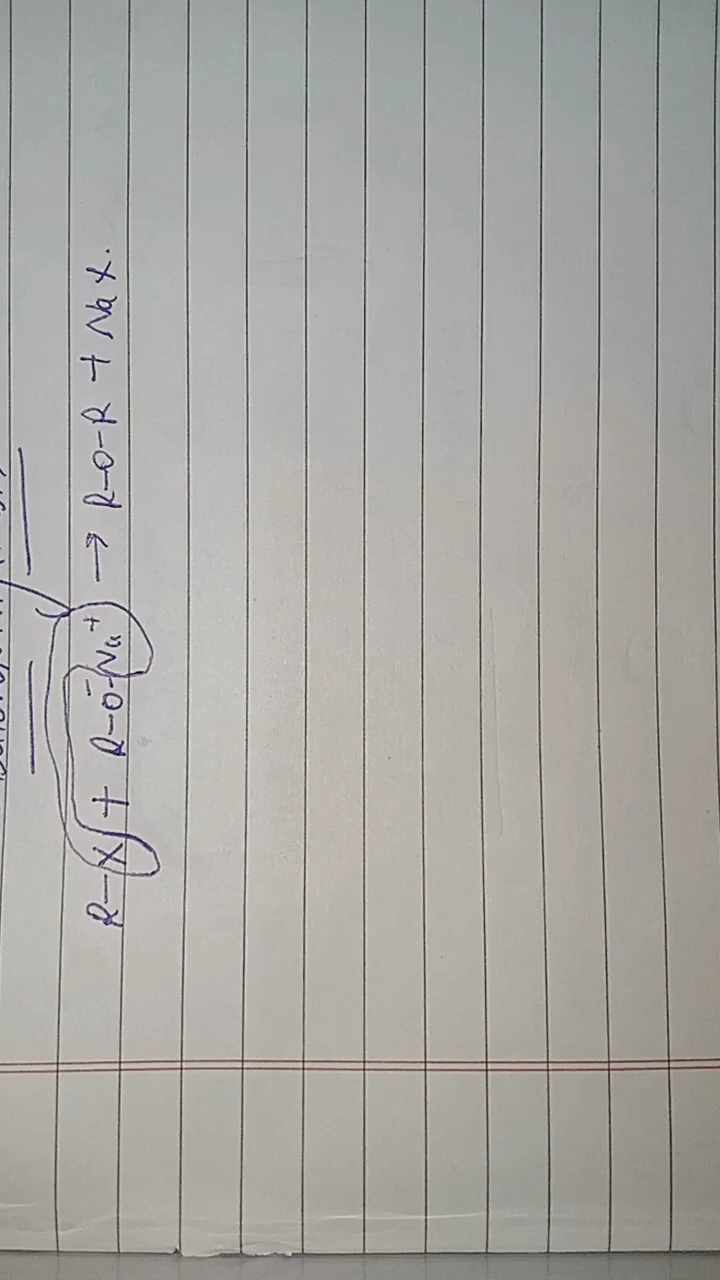 R-X + R-O⁻Na⁺ → R-O-R + NaX.